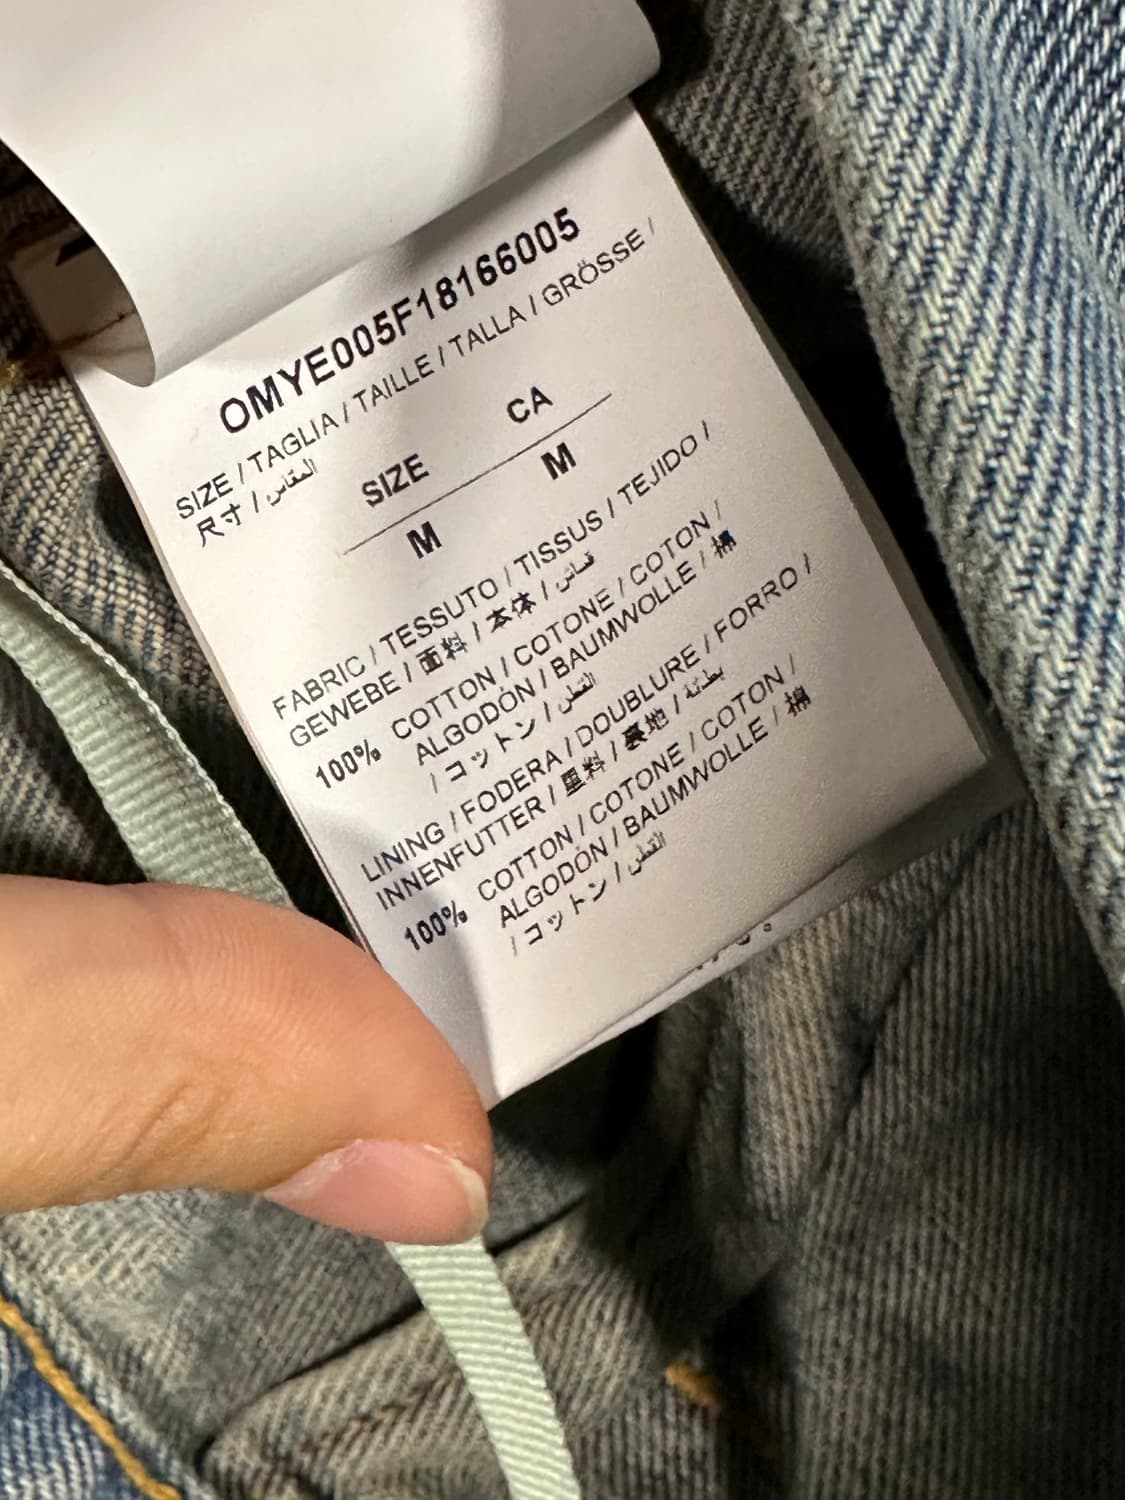 OMYE005F18166005
SIZE / TAGLIA / TAILLE / TALLA / GRÖSSE /
尺寸 / المقاس
SIZE CA
M M
FABRIC / TESSUTO / TISSUS / TEJIDO /
GEWEBE / 面料 / 本体 / قماش
100% COTTON / COTONE / COTON /
ALGODÓN / BAUMWOLLE / 棉
/ コットン / القطن
LINING / FODERA / DOUBLURE / FORRO /
INNENFUTTER / 里料 / 裏地 / بطانة
100% COTTON / COTONE / COTON /
ALGODÓN / BAUMWOLLE / 棉
/ コットン / القطن